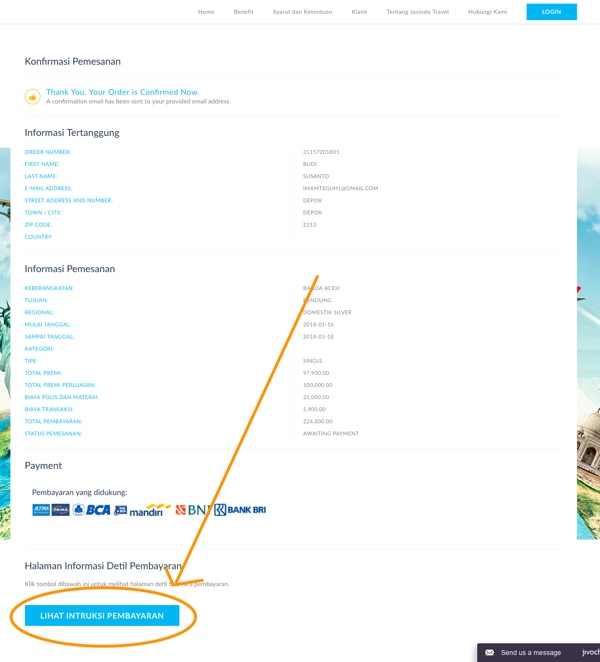 Home Benefit Syarat dan Ketentuan Klaim Tentang Jasindo Travel Hubungi Kami LOGIN
Konfirmasi Pemesanan
Thank You. Your Order is Confirmed Now.
A confirmation email has been sent to your provided email address.
Informasi Tertanggung
ORDER NUMBER: 31157201801
FIRST NAME: BUDI
LAST NAME: SUSANTO
E-MAIL ADDRESS: IMAMTEGUH1@GMAIL.COM
STREET ADDRESS AND NUMBER: DEPOK
TOWN / CITY: DEPOK
ZIP CODE: 2213
COUNTRY:
Informasi Pemesanan
KEBERANGKATAN: BANDA ACEH
TUJUAN: BANDUNG
REGIONAL: DOMESTIK SILVER
MULAI TANGGAL: 2018-01-16
SAMPAI TANGGAL: 2018-01-18
KATEGORI:
TIPE: SINGLE
TOTAL PREMI: 97,900.00
TOTAL PREMI PERLUASAN: 100,000.00
BIAYA POLIS DAN MATERAI: 21,000.00
BIAYA TRANSAKSI: 5,900.00
TOTAL PEMBAYARAN: 224,800.00
STATUS PEMESANAN: AWAITING PAYMENT
Payment
Pembayaran yang didukung:
ATM PRIMA BCA mandiri BNI BANK BRI
Halaman Informasi Detil Pembayaran
Klik tombol dibawah ini untuk melihat halaman detil pembayaran.
LIHAT INTRUKSI PEMBAYARAN
Send us a message jivoch